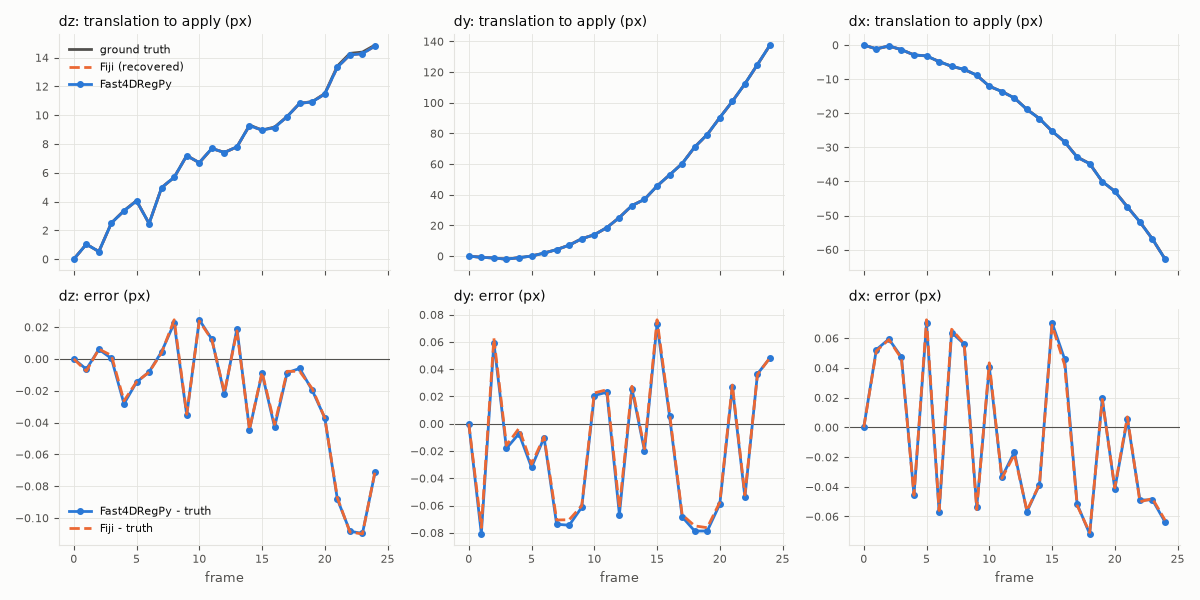 dz: translation to apply (px)
dy: translation to apply (px)
dx: translation to apply (px)
ground truth
Fiji (recovered)
Fast4DRegPy
14
12
10
8
6
4
2
0
140
120
100
80
60
40
20
0
0
−10
−20
−30
−40
−50
−60
dz: error (px)
dy: error (px)
dx: error (px)
0.02
0.00
−0.02
−0.04
−0.06
−0.08
−0.10
Fast4DRegPy - truth
Fiji - truth
0.08
0.06
0.04
0.02
0.00
−0.02
−0.04
−0.06
−0.08
0.06
0.04
0.02
0.00
−0.02
−0.04
−0.06
0 5 10 15 20 25
0 5 10 15 20 25
0 5 10 15 20 25
frame
frame
frame